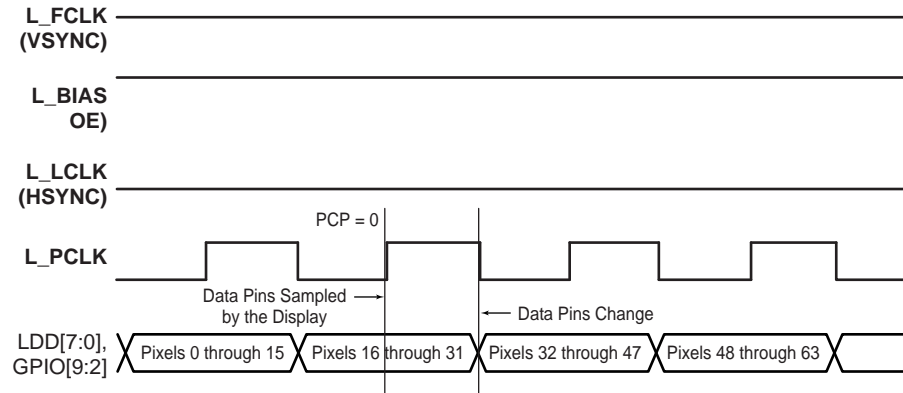 L_FCLK
(VSYNC)
L_BIAS
OE)
L_LCLK
(HSYNC)
PCP = 0
L_PCLK
Data Pins Sampled
by the Display
Data Pins Change
LDD[7:0],
GPIO[9:2]
Pixels 0 through 15
Pixels 16 through 31
Pixels 32 through 47
Pixels 48 through 63